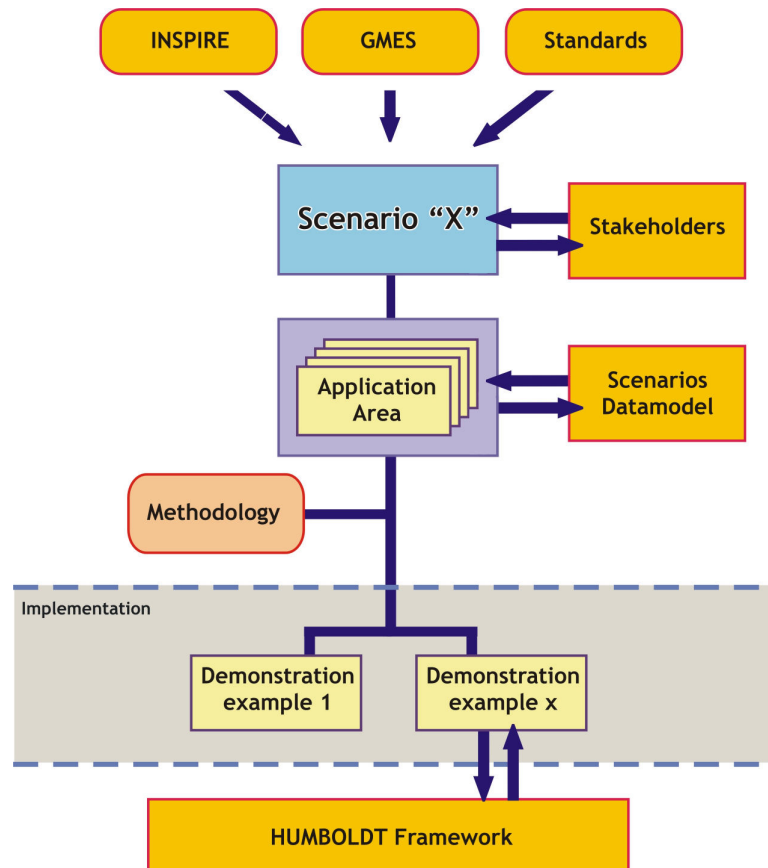 INSPIRE
GMES
Standards
Scenario “X”
Stakeholders
Application
Area
Scenarios
Datamodel
Methodology
Implementation
Demonstration
example 1
Demonstration
example x
HUMBOLDT Framework